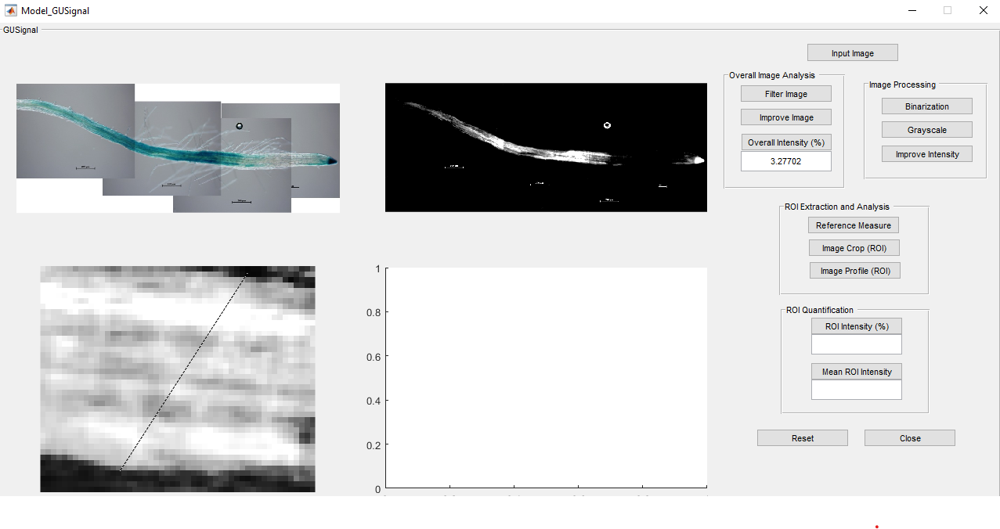 Model_GUSignal
GUSignal
Input Image
Overall Image Analysis
Filter Image
Improve Image
Overall Intensity (%)
3.27702
Image Processing
Binarization
Grayscale
Improve Intensity
ROI Extraction and Analysis
Reference Measure
Image Crop (ROI)
Image Profile (ROI)
ROI Quantification
ROI Intensity (%)
Mean ROI Intensity
Reset
Close
1
0.8
0.6
0.4
0.2
0